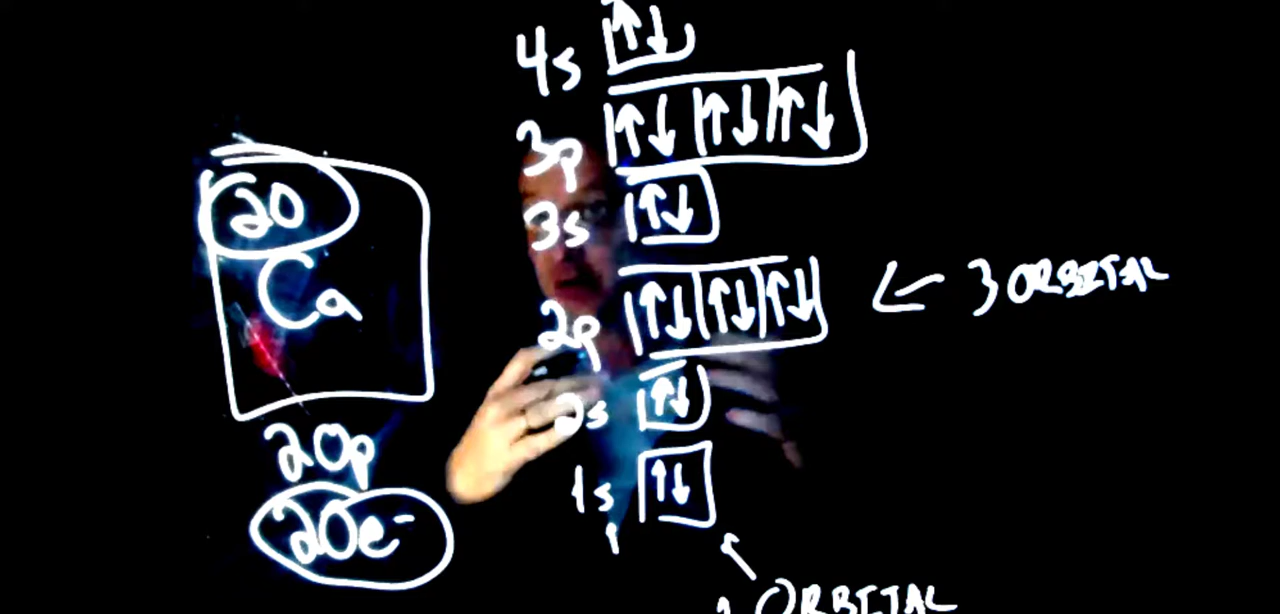 4s ↑↓
3p ↑↓ ↑↓ ↑↓
3s ↑↓
2p ↑↓ ↑↓ ↑↓
2s ↑↓
1s ↑↓
← 3 ORBITAL
ORBITAL
20
Ca
20p
20e-